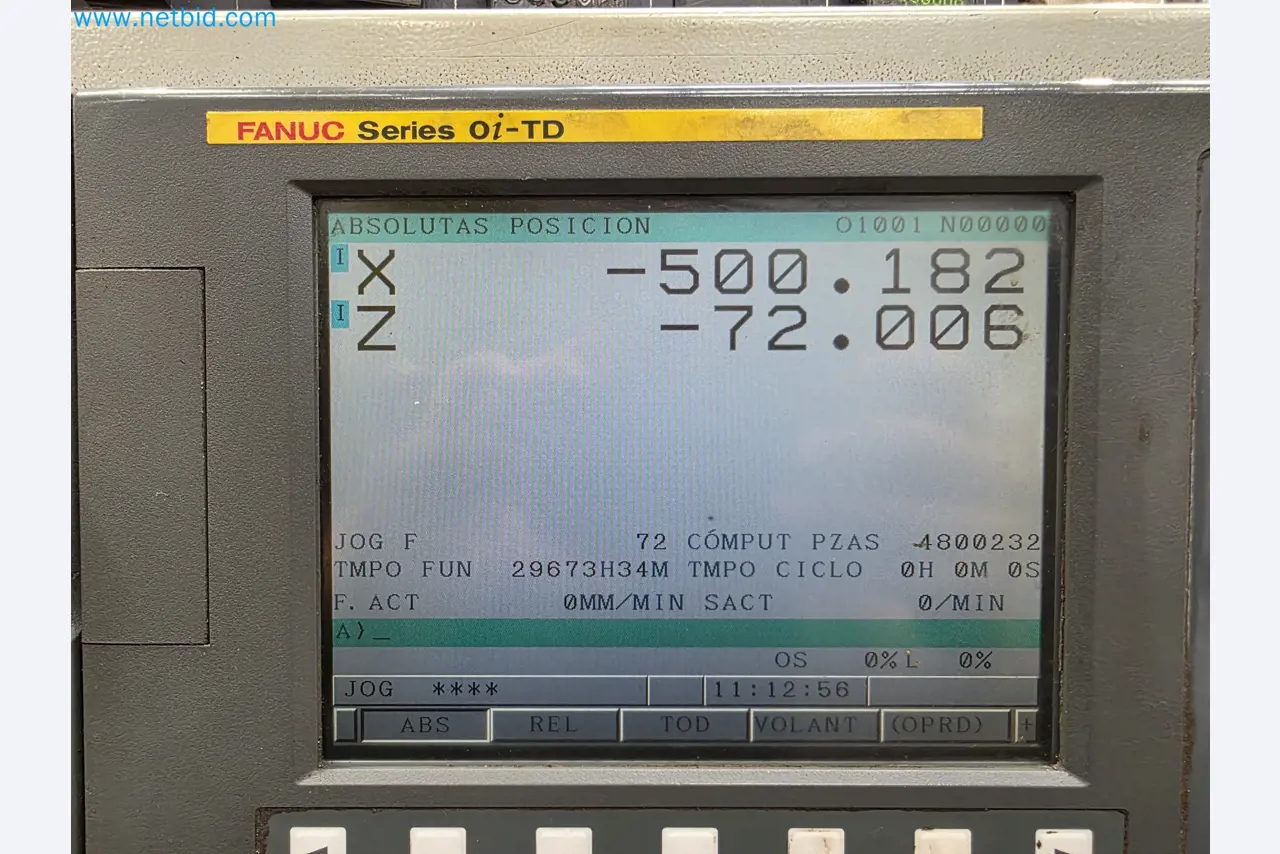 www.netbid.com
FANUC Series 0i-TD
ABSOLUTAS POSICION O1001 N00000
I X -500.182
I Z -72.006
JOG F 72 CÓMPUT PZAS 4800232
TMPO FUN 29673H34M TMPO CICLO 0H 0M 0S
F. ACT 0MM/MIN SACT 0/MIN
A>_
OS 0% L 0%
JOG **** 11:12:56
ABS REL TOD VOLANT (OPRD) +